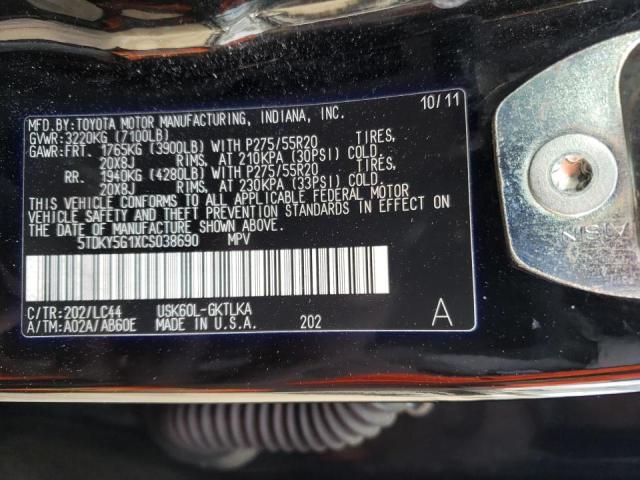 MFD. BY: TOYOTA MOTOR MANUFACTURING, INDIANA, INC. 10/11
GVWR: 3220KG (7100LB)
GAWR: FRT. 1765KG (3900LB) WITH P275/55R20 TIRES,
20X8J RIMS, AT 210KPA (30PSI) COLD.
RR. 1940KG (4280LB) WITH P275/55R20 TIRES,
20X8J RIMS, AT 230KPA (33PSI) COLD.
THIS VEHICLE CONFORMS TO ALL APPLICABLE FEDERAL MOTOR
VEHICLE SAFETY AND THEFT PREVENTION STANDARDS IN EFFECT ON
THE DATE OF MANUFACTURE SHOWN ABOVE.
5TDKY5G1XCS038690 MPV
C/TR: 202/LC44 USK60L-GKTLKA
A/TM: A02A/AB60E MADE IN U.S.A. 202 A
AISIN